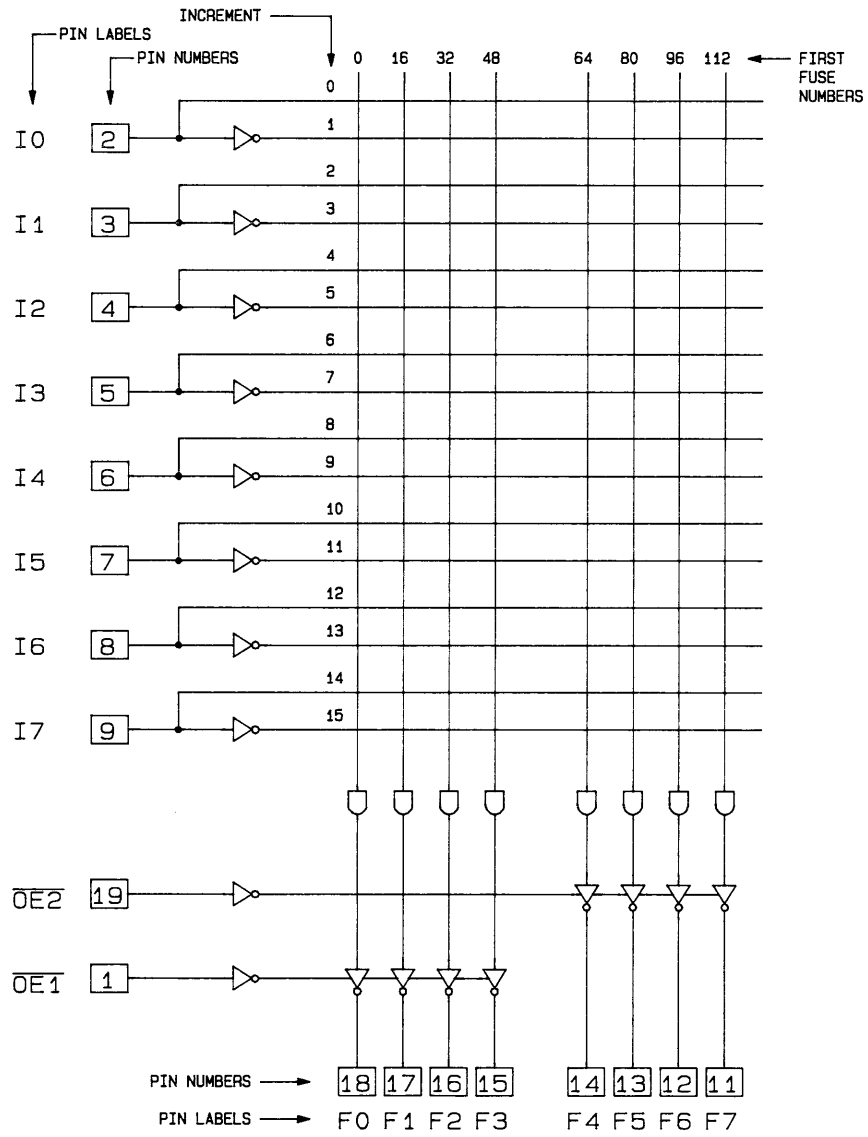 INCREMENT
PIN LABELS
PIN NUMBERS
0 16 32 48 64 80 96 112
FIRST
FUSE
NUMBERS
0
I0 2 1
2
I1 3 3
4
I2 4 5
6
I3 5 7
8
I4 6 9
10
I5 7 11
12
I6 8 13
14
I7 9 15
OE2 19
OE1 1
PIN NUMBERS 18 17 16 15 14 13 12 11
PIN LABELS F0 F1 F2 F3 F4 F5 F6 F7